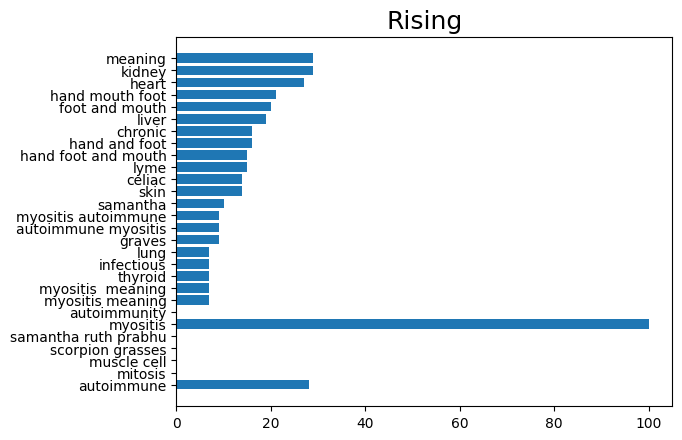 Rising
meaning
kidney
heart
hand mouth foot
foot and mouth
liver
chronic
hand and foot
hand foot and mouth
lyme
celiac
skin
samantha
myositis autoimmune
autoimmune myositis
graves
lung
infectious
thyroid
myositis  meaning
myositis meaning
autoimmunity
myositis
samantha ruth prabhu
scorpion grasses
muscle cell
mitosis
autoimmune
0 20 40 60 80 100